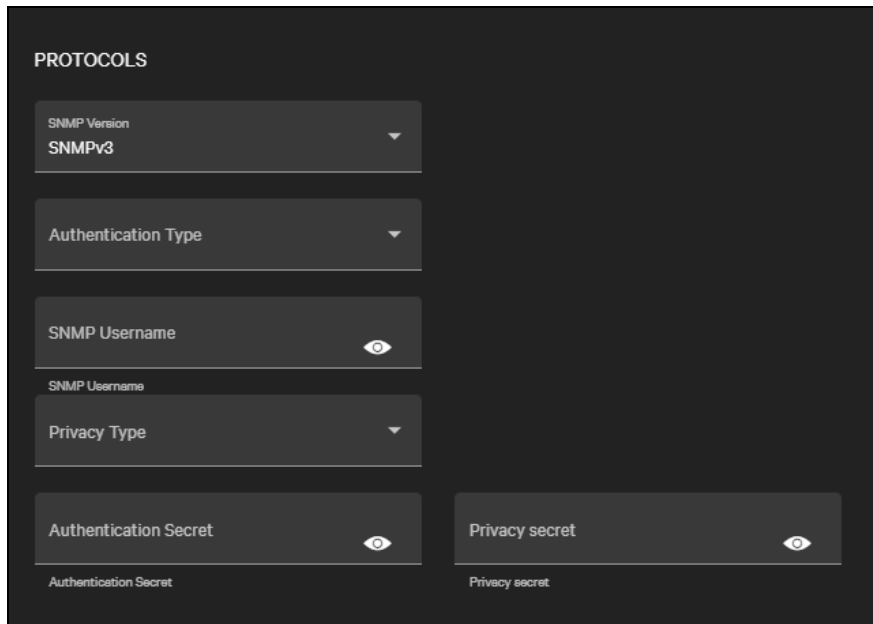 PROTOCOLS
SNMP Version
SNMPv3
Authentication Type
SNMP Username
SNMP Username
Privacy Type
Authentication Secret
Privacy secret
Authentication Secret
Privacy secret